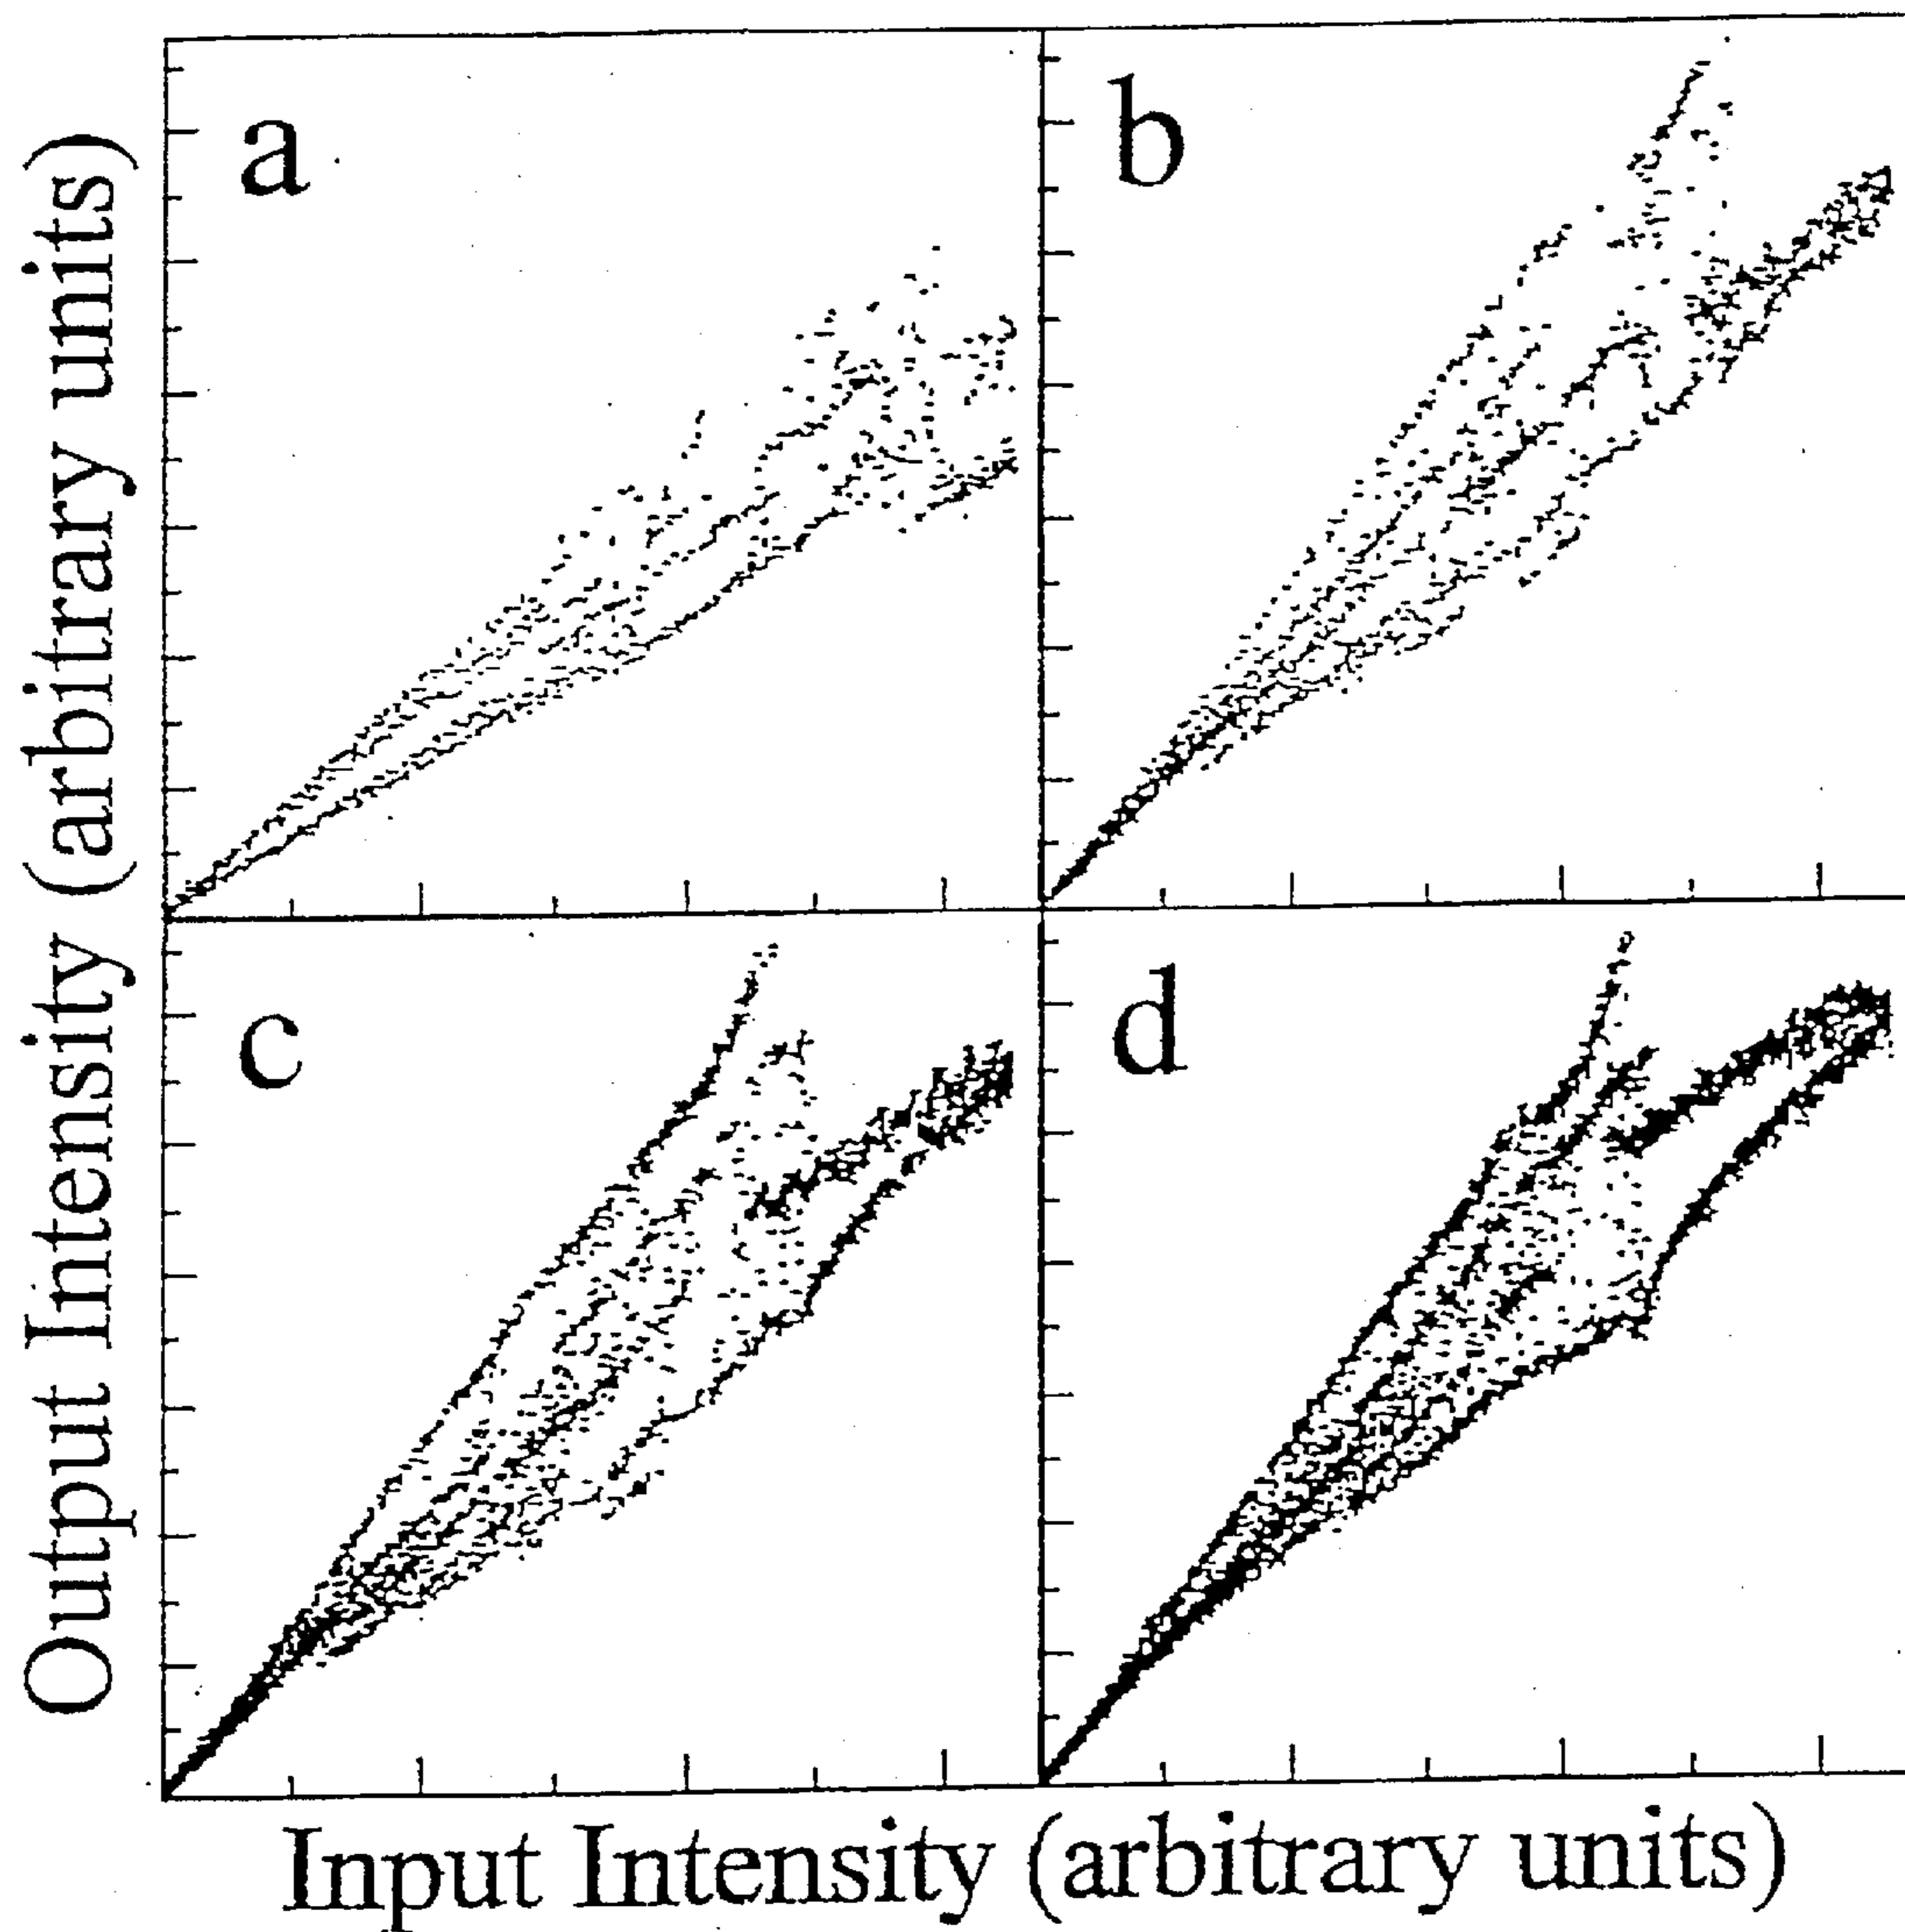 a
b
c
d
Output Intensity (arbitrary units)
Input Intensity (arbitrary units)